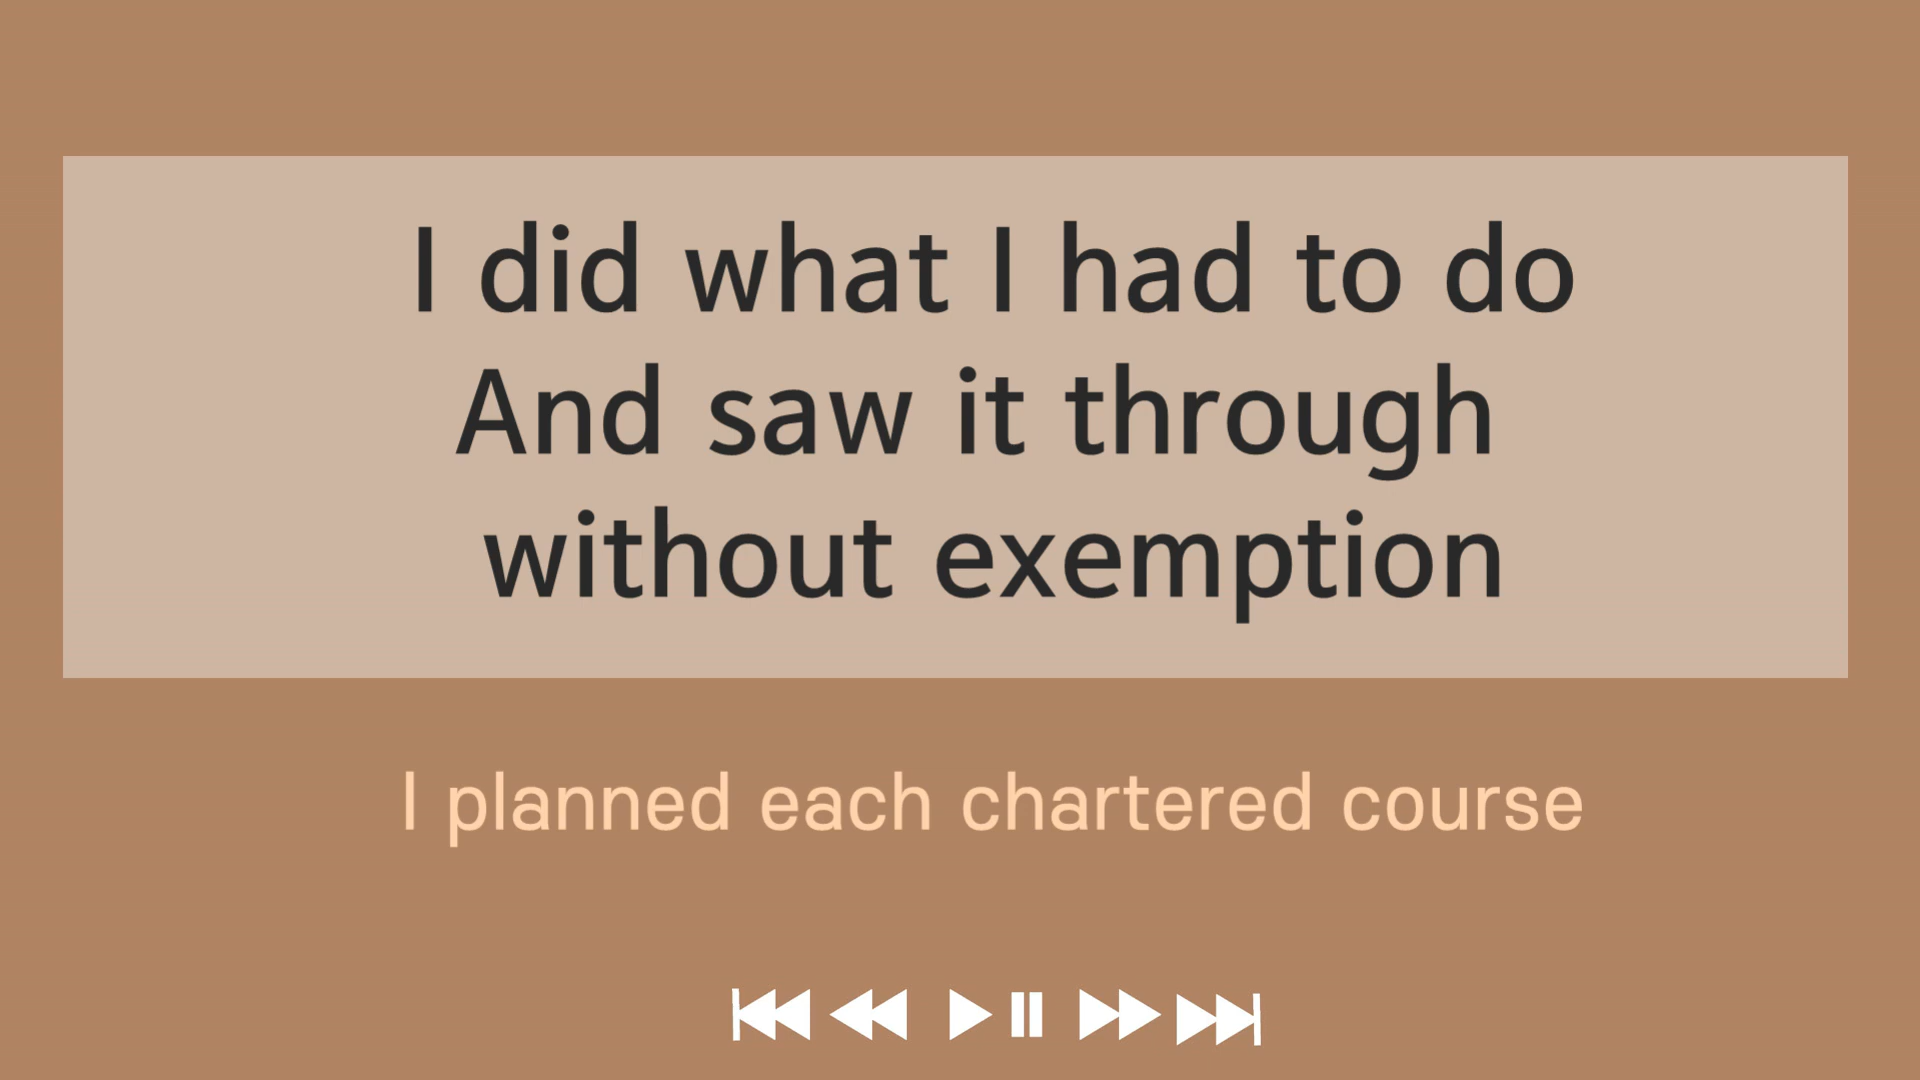 I did what I had to do
And saw it through
without exemption
I planned each chartered course